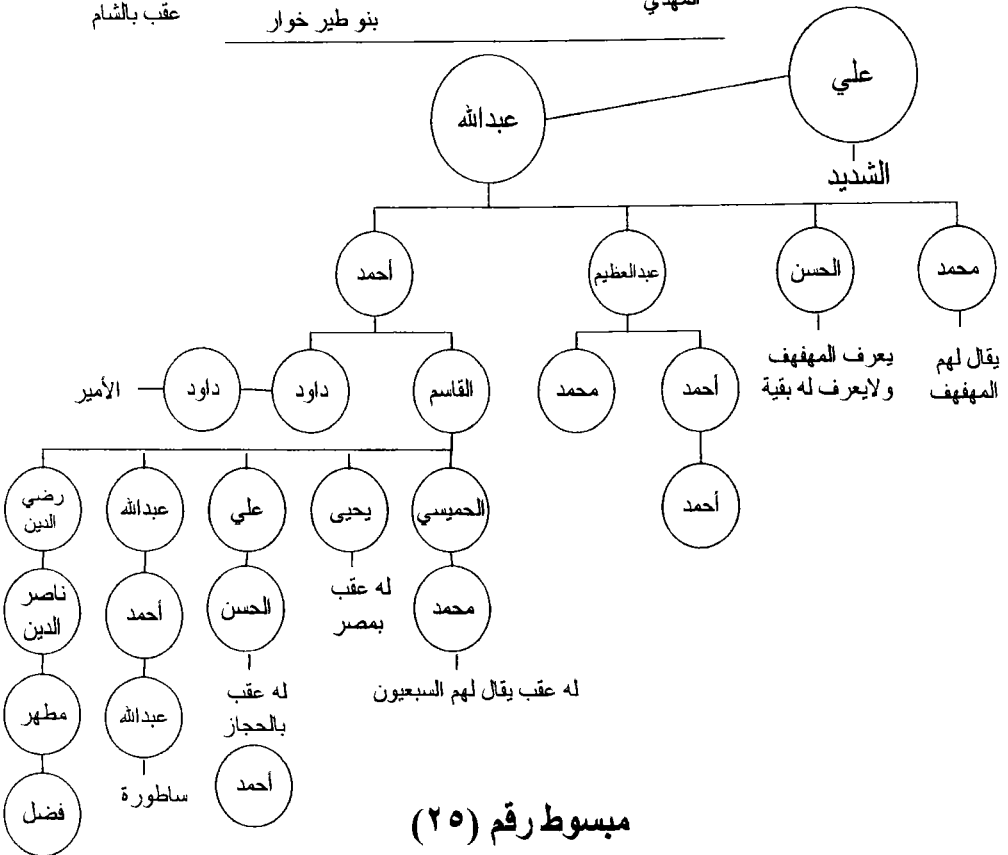 المهدي
بنو طير خوار
عقب بالشام
علي
عبدالله
الشديد
محمد
الحسن
عبدالعظيم
أحمد
يقال لهم
المهفهف
يعرف المهفهف
ولايعرف له بقية
أحمد
محمد
القاسم
داود
داود
الأمير
أحمد
الحميسي
يحيى
علي
عبدالله
رضي
الدين
محمد
له عقب
بمصر
الحسن
أحمد
ناصر
الدين
له عقب يقال لهم السبعيون
له عقب
بالحجاز
عبدالله
مطهر
أحمد
ساطورة
فضل
مبسوط رقم (٢٥)